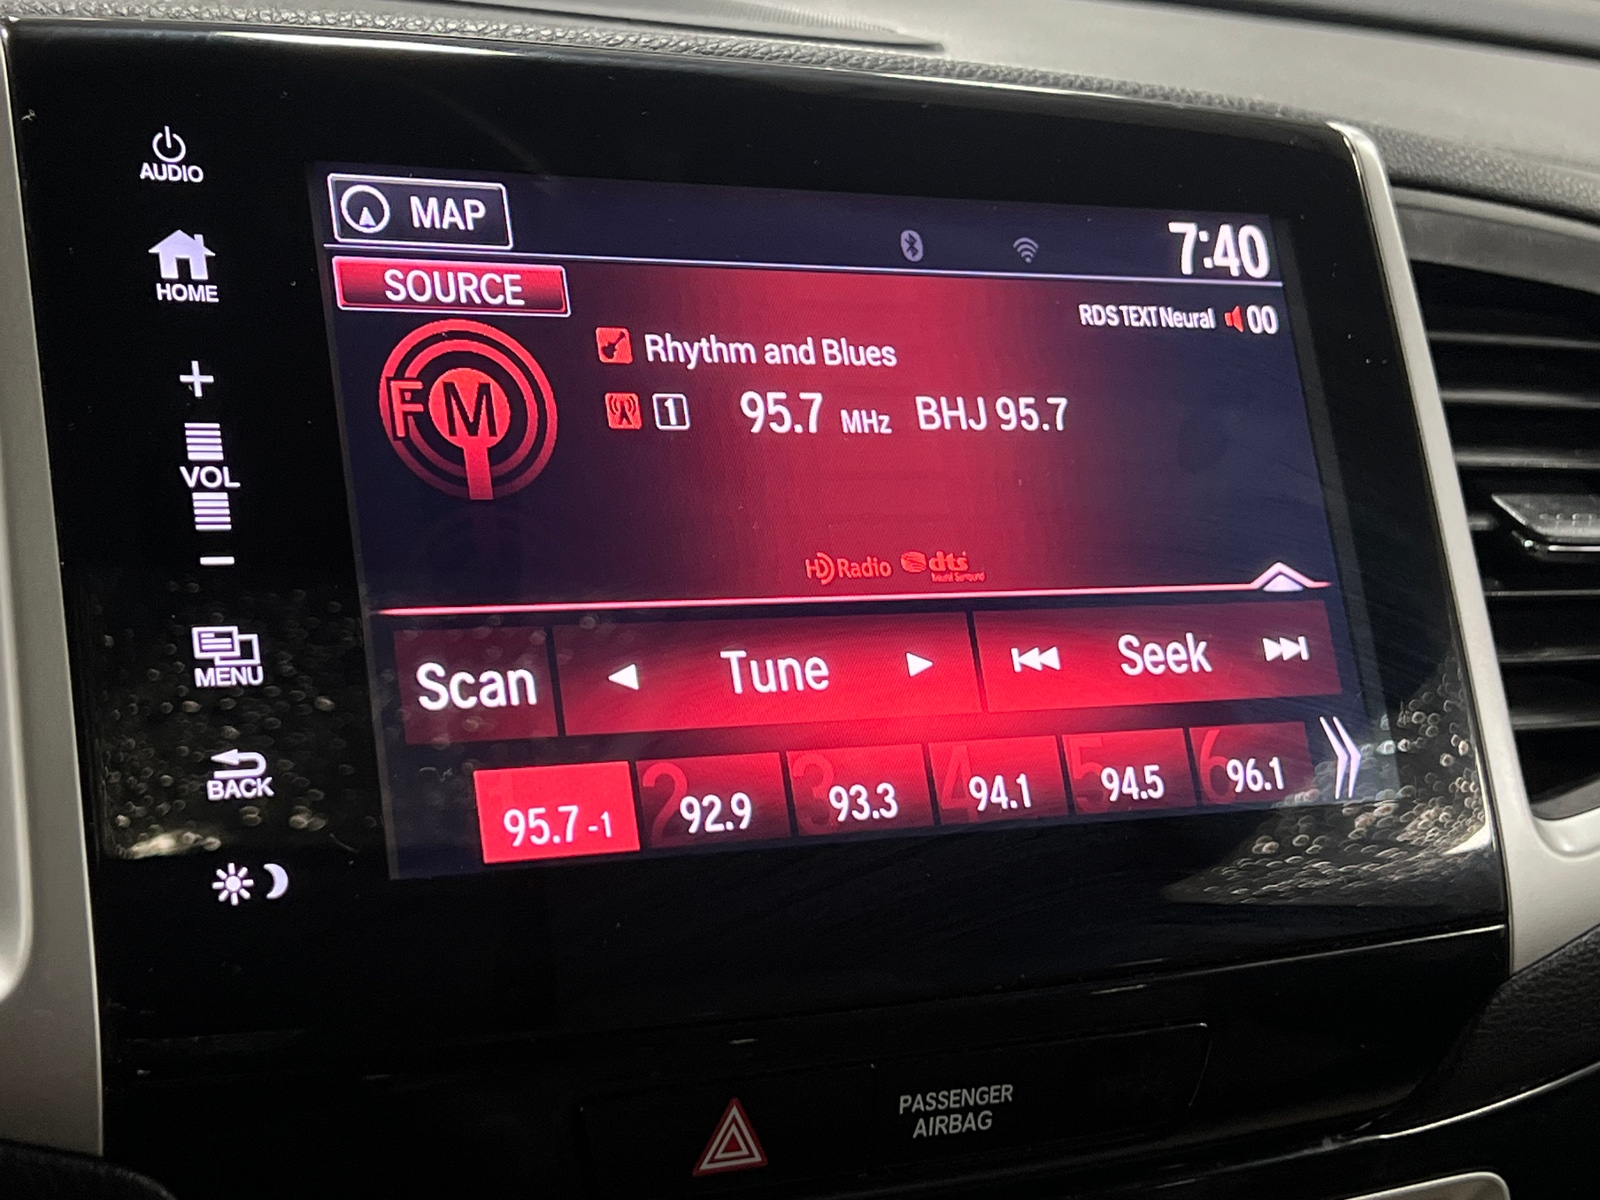 AUDIO
HOME
+
VOL
−
MENU
BACK
MAP
7:40
SOURCE
RDS TEXT Neural 00
FM
Rhythm and Blues
1 95.7 MHz BHJ 95.7
HD Radio dts
Neural Surround
Scan Tune Seek
95.7-1
2 92.9
3 93.3
4 94.1
5 94.5
6 96.1
PASSENGER
AIRBAG